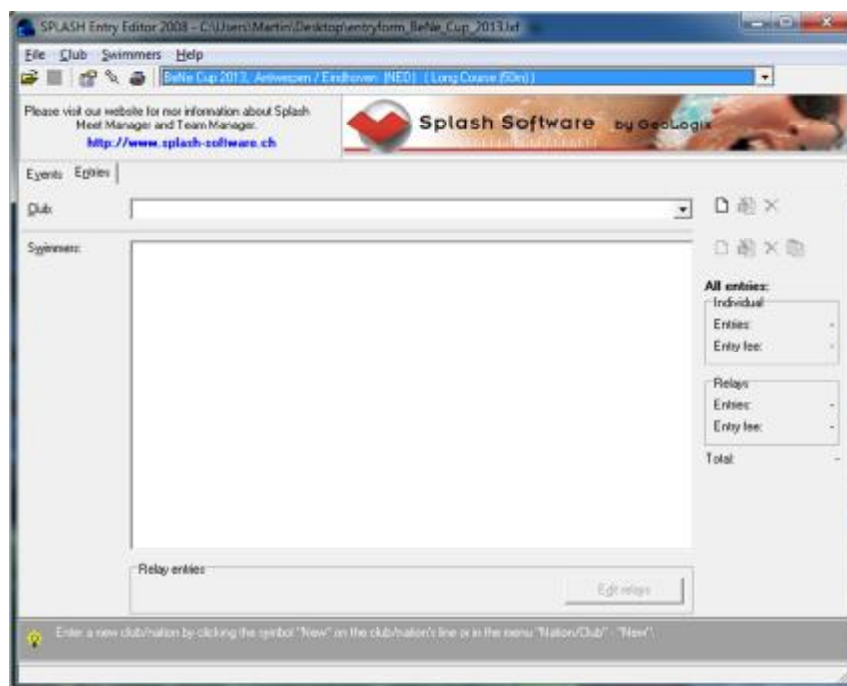 SPLASH Entry Editor 2008 - C:\Users\Martin\Desktop\entryform_BeNe_Cup_2013.lxf
File Club Swimmers Help
BeNe Cup 2013, Antwerpen / Eindhoven (NED) ( Long Course (50m) )
Please visit our website for mor information about Splash
Meet Manager and Team Manager.
http://www.splash-software.ch
Splash Software by GeoLogix
Events Entries
Club:
Swimmers:
All entries:
Individual
Entries: -
Entry fee: -
Relays
Entries: -
Entry fee: -
Total: -
Relay entries
Edit relays
Enter a new club/nation by clicking the symbol "New" on the club/nation's line or in the menu "Nation/Club" - "New".